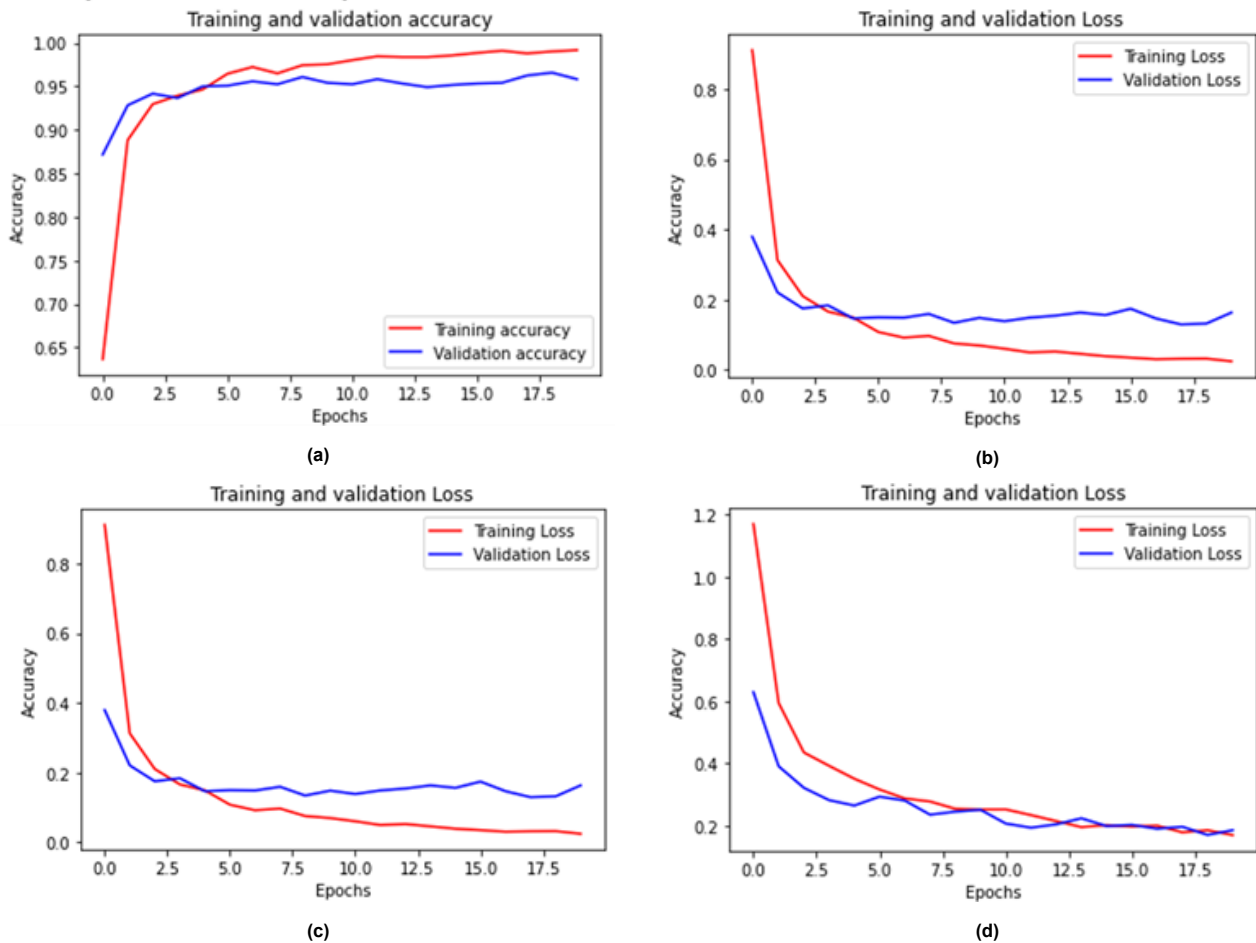 Training and validation accuracy
1.00
0.95
0.90
0.85
0.80
0.75
0.70
0.65
Accuracy
Training accuracy
Validation accuracy
0.0 2.5 5.0 7.5 10.0 12.5 15.0 17.5
Epochs
(a)
Training and validation Loss
0.8
0.6
0.4
0.2
0.0
Accuracy
Training Loss
Validation Loss
0.0 2.5 5.0 7.5 10.0 12.5 15.0 17.5
Epochs
(b)
Training and validation Loss
0.8
0.6
0.4
0.2
0.0
Accuracy
Training Loss
Validation Loss
0.0 2.5 5.0 7.5 10.0 12.5 15.0 17.5
Epochs
(c)
Training and validation Loss
1.2
1.0
0.8
0.6
0.4
0.2
Accuracy
Training Loss
Validation Loss
0.0 2.5 5.0 7.5 10.0 12.5 15.0 17.5
Epochs
(d)